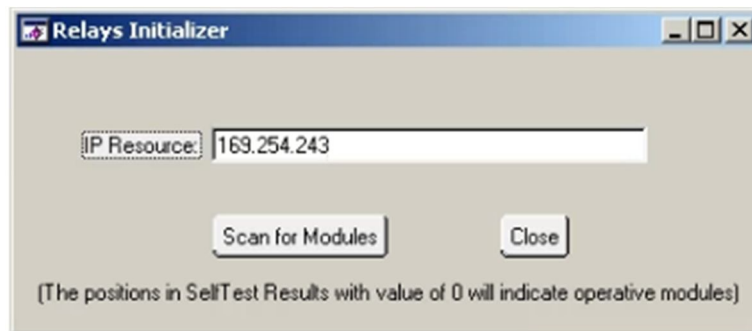 Relays Initializer
IP Resource: 169.254.243
Scan for Modules Close
(The positions in SelfTest Results with value of 0 will indicate operative modules)